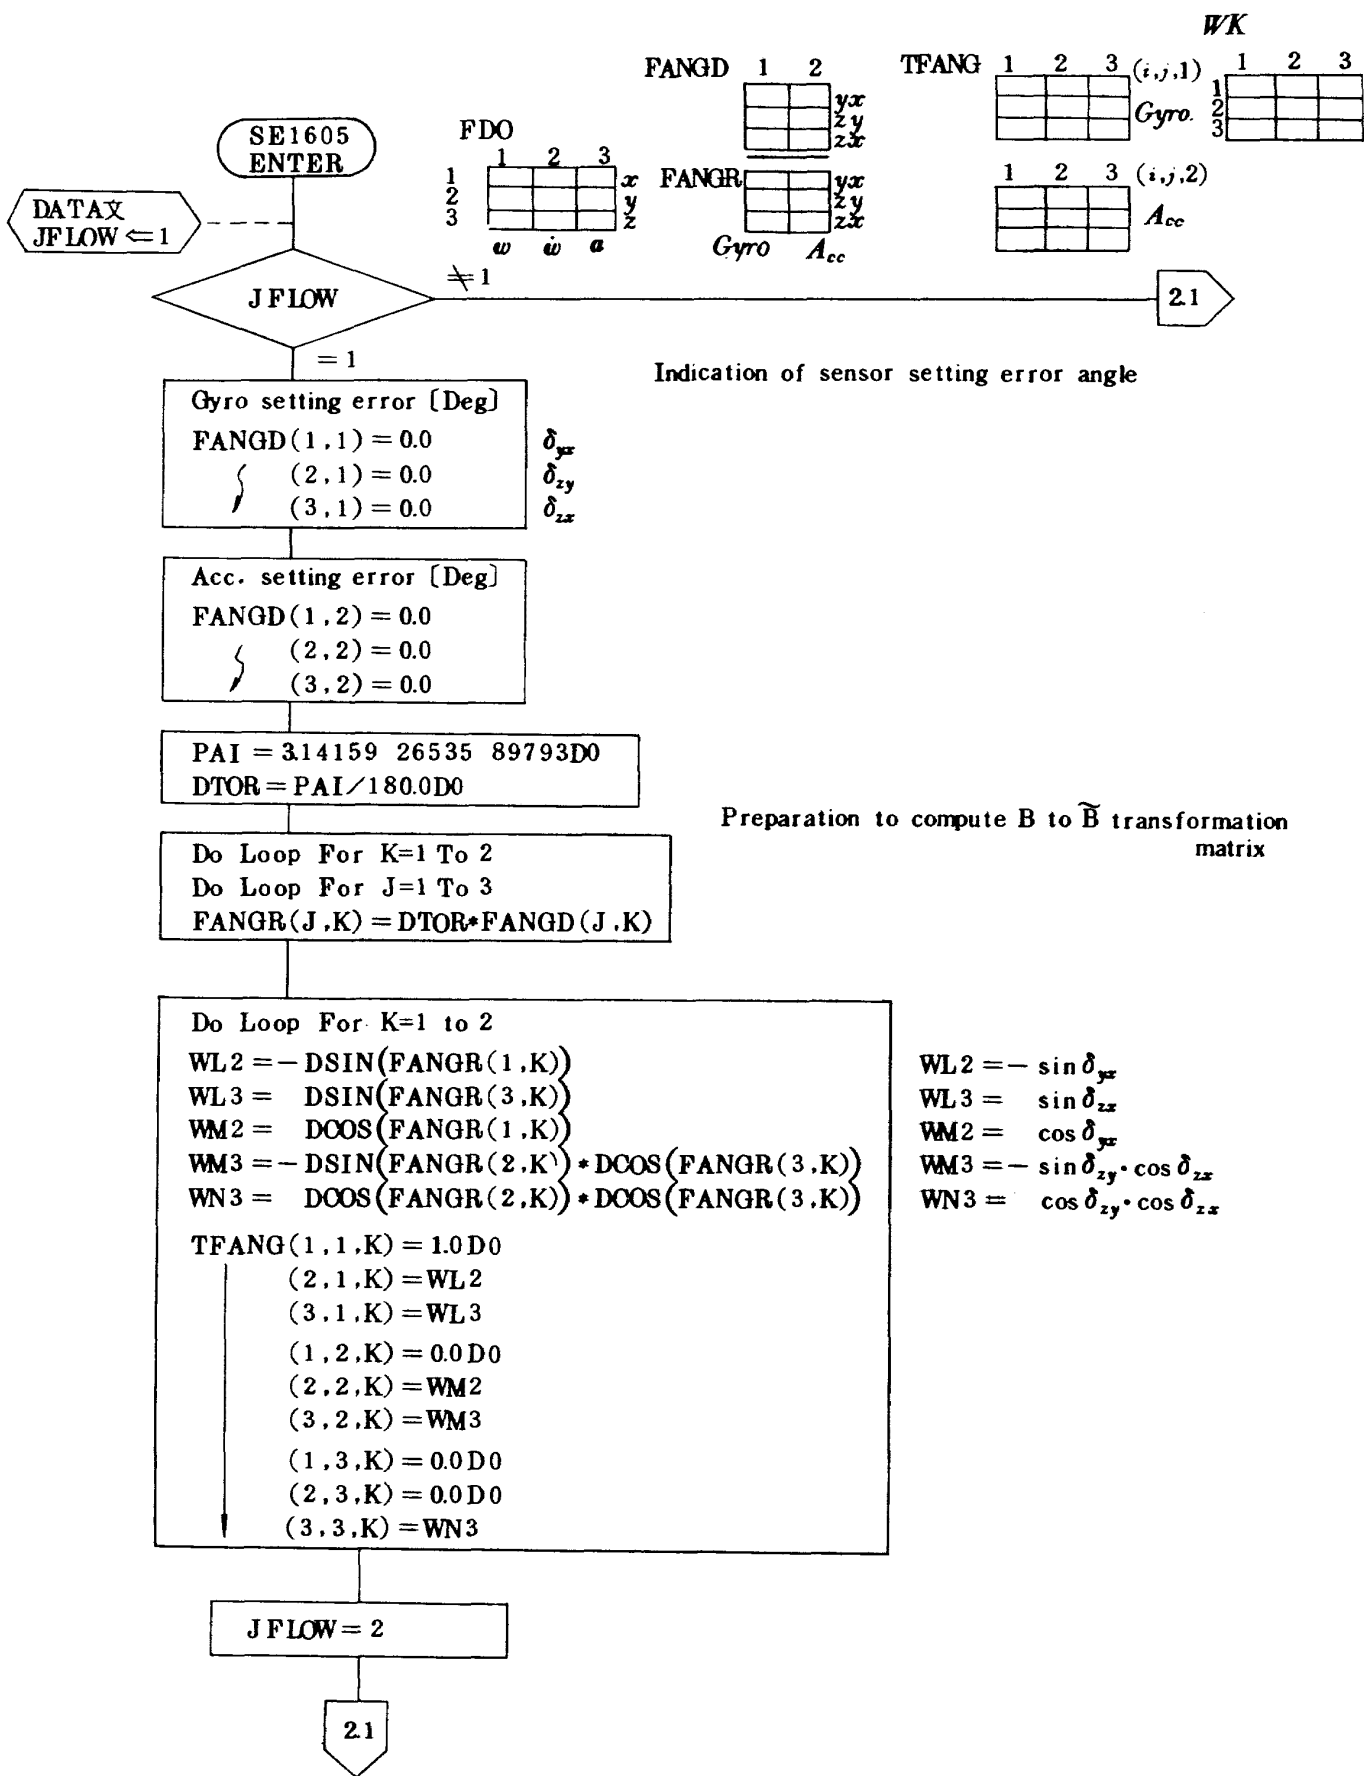 WK
FANGD 1 2
yx
zy
zx
TFANG 1 2 3 (i,j,1)
Gyro.
1 2 3
1
2
3
SE1605
ENTER
FDO
1 2 3
1 x
2 y
3 z
w ẇ a
FANGR
yx
zy
zx
Gyro Acc
1 2 3 (i,j,2)
Acc
DATA文
JFLOW⇐1
JFLOW
≠1
2.1
=1
Indication of sensor setting error angle
Gyro setting error [Deg]
FANGD(1,1)=0.0 δyx
(2,1)=0.0 δzy
(3,1)=0.0 δzx
Acc. setting error [Deg]
FANGD(1,2)=0.0
(2,2)=0.0
(3,2)=0.0
PAI=3.14159 26535 89793D0
DTOR=PAI/180.0D0
Preparation to compute B to B̃ transformation
matrix
Do Loop For K=1 To 2
Do Loop For J=1 To 3
FANGR(J,K)=DTOR*FANGD(J,K)
Do Loop For K=1 to 2
WL2=-DSIN(FANGR(1,K)) WL2=- sin δyx
WL3= DSIN(FANGR(3,K)) WL3= sin δzx
WM2= DCOS(FANGR(1,K)) WM2= cos δyx
WM3=-DSIN(FANGR(2,K)*DCOS(FANGR(3,K)) WM3=- sin δzy·cos δzx
WN3= DCOS(FANGR(2,K))*DCOS(FANGR(3,K)) WN3= cos δzy·cos δzx
TFANG(1,1,K)=1.0D0
(2,1,K)=WL2
(3,1,K)=WL3
(1,2,K)=0.0D0
(2,2,K)=WM2
(3,2,K)=WM3
(1,3,K)=0.0D0
(2,3,K)=0.0D0
(3,3,K)=WN3
JFLOW=2
2.1